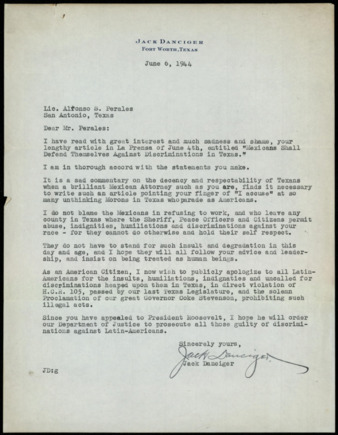 JACK DANCIGER
FORT WORTH, TEXAS
June 6, 1944
Lic. Alfonso S. Perales
San Antonio, Texas
Dear Mr. Perales:
I have read with great interest and much sadness and shame, your
lengthy article in La Prensa of June 4th, entitled "Mexicans Shall
Defend Themselves Against Discriminations in Texas."
I am in thorough accord with the statements you make.
It is a sad commentary on the decency and respectability of Texans
when a brilliant Mexican Attorney such as you are, finds it necessary
to write such an article pointing your finger of "I accuse" at so
many unthinking Morons in Texas who parade as Americans.
I do not blame the Mexicans in refusing to work, and who leave any
county in Texas where the Sheriff, Peace Officers and Citizens permit
abuse, insignities, humiliations and discriminations against your
race - for they cannot do otherwise and hold their self respect.
They do not have to stand for such insult and degradation in this
day and age, and I hope they will all follow your advice and leader-
ship, and insist on being treated as human beings.
As an American Citizen, I now wish to publicly apologize to all Latin-
Americans for the insults, humiliations, indignaties and uncalled for
discriminations heaped upon them in Texas, in direct violation of
H.C.R. 105, passed by our last Texas Legislature, and the solemn
Proclamation of our great Governor Coke Stevenson, prohibiting such
illegal acts.
Since you have appealed to President Roosevelt, I hope he will order
our Department of Justice to prosecute all those guilty of discrimi-
nations against Latin-Americans.
Sincerely yours,
Jack Danciger
Jack Danciger
JD:g